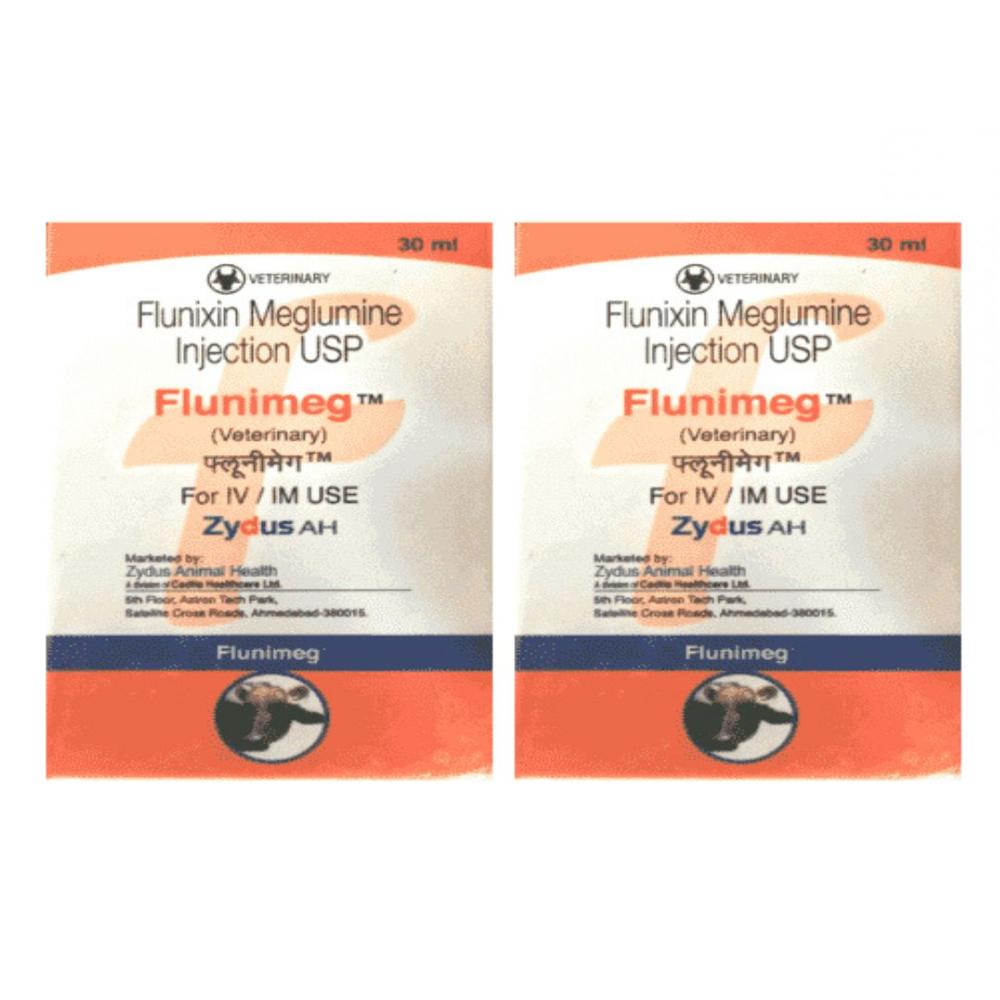 30 ml
VETERINARY
Flunixin Meglumine
Injection USP
Flunimeg™
(Veterinary)
फ्लूनीमेग™
For IV / IM USE
Zydus AH
Marketed by:
Zydus Animal Health
A division of Cadila Healthcare Ltd.
5th Floor, Astron Tech Park,
Satellite Cross Roads, Ahmedabad-380015.
Flunimeg
30 ml
VETERINARY
Flunixin Meglumine
Injection USP
Flunimeg™
(Veterinary)
फ्लूनीमेग™
For IV / IM USE
Zydus AH
Marketed by:
Zydus Animal Health
A division of Cadila Healthcare Ltd.
5th Floor, Astron Tech Park,
Satellite Cross Roads, Ahmedabad-380015.
Flunimeg